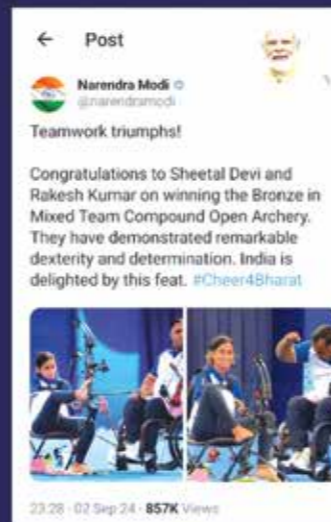 Post
Narendra Modi
@narendramodi
Teamwork triumphs!
Congratulations to Sheetal Devi and
Rakesh Kumar on winning the Bronze in
Mixed Team Compound Open Archery.
They have demonstrated remarkable
dexterity and determination. India is
delighted by this feat. #Cheer4Bharat
23:28 · 02 Sep 24 · 857K Views